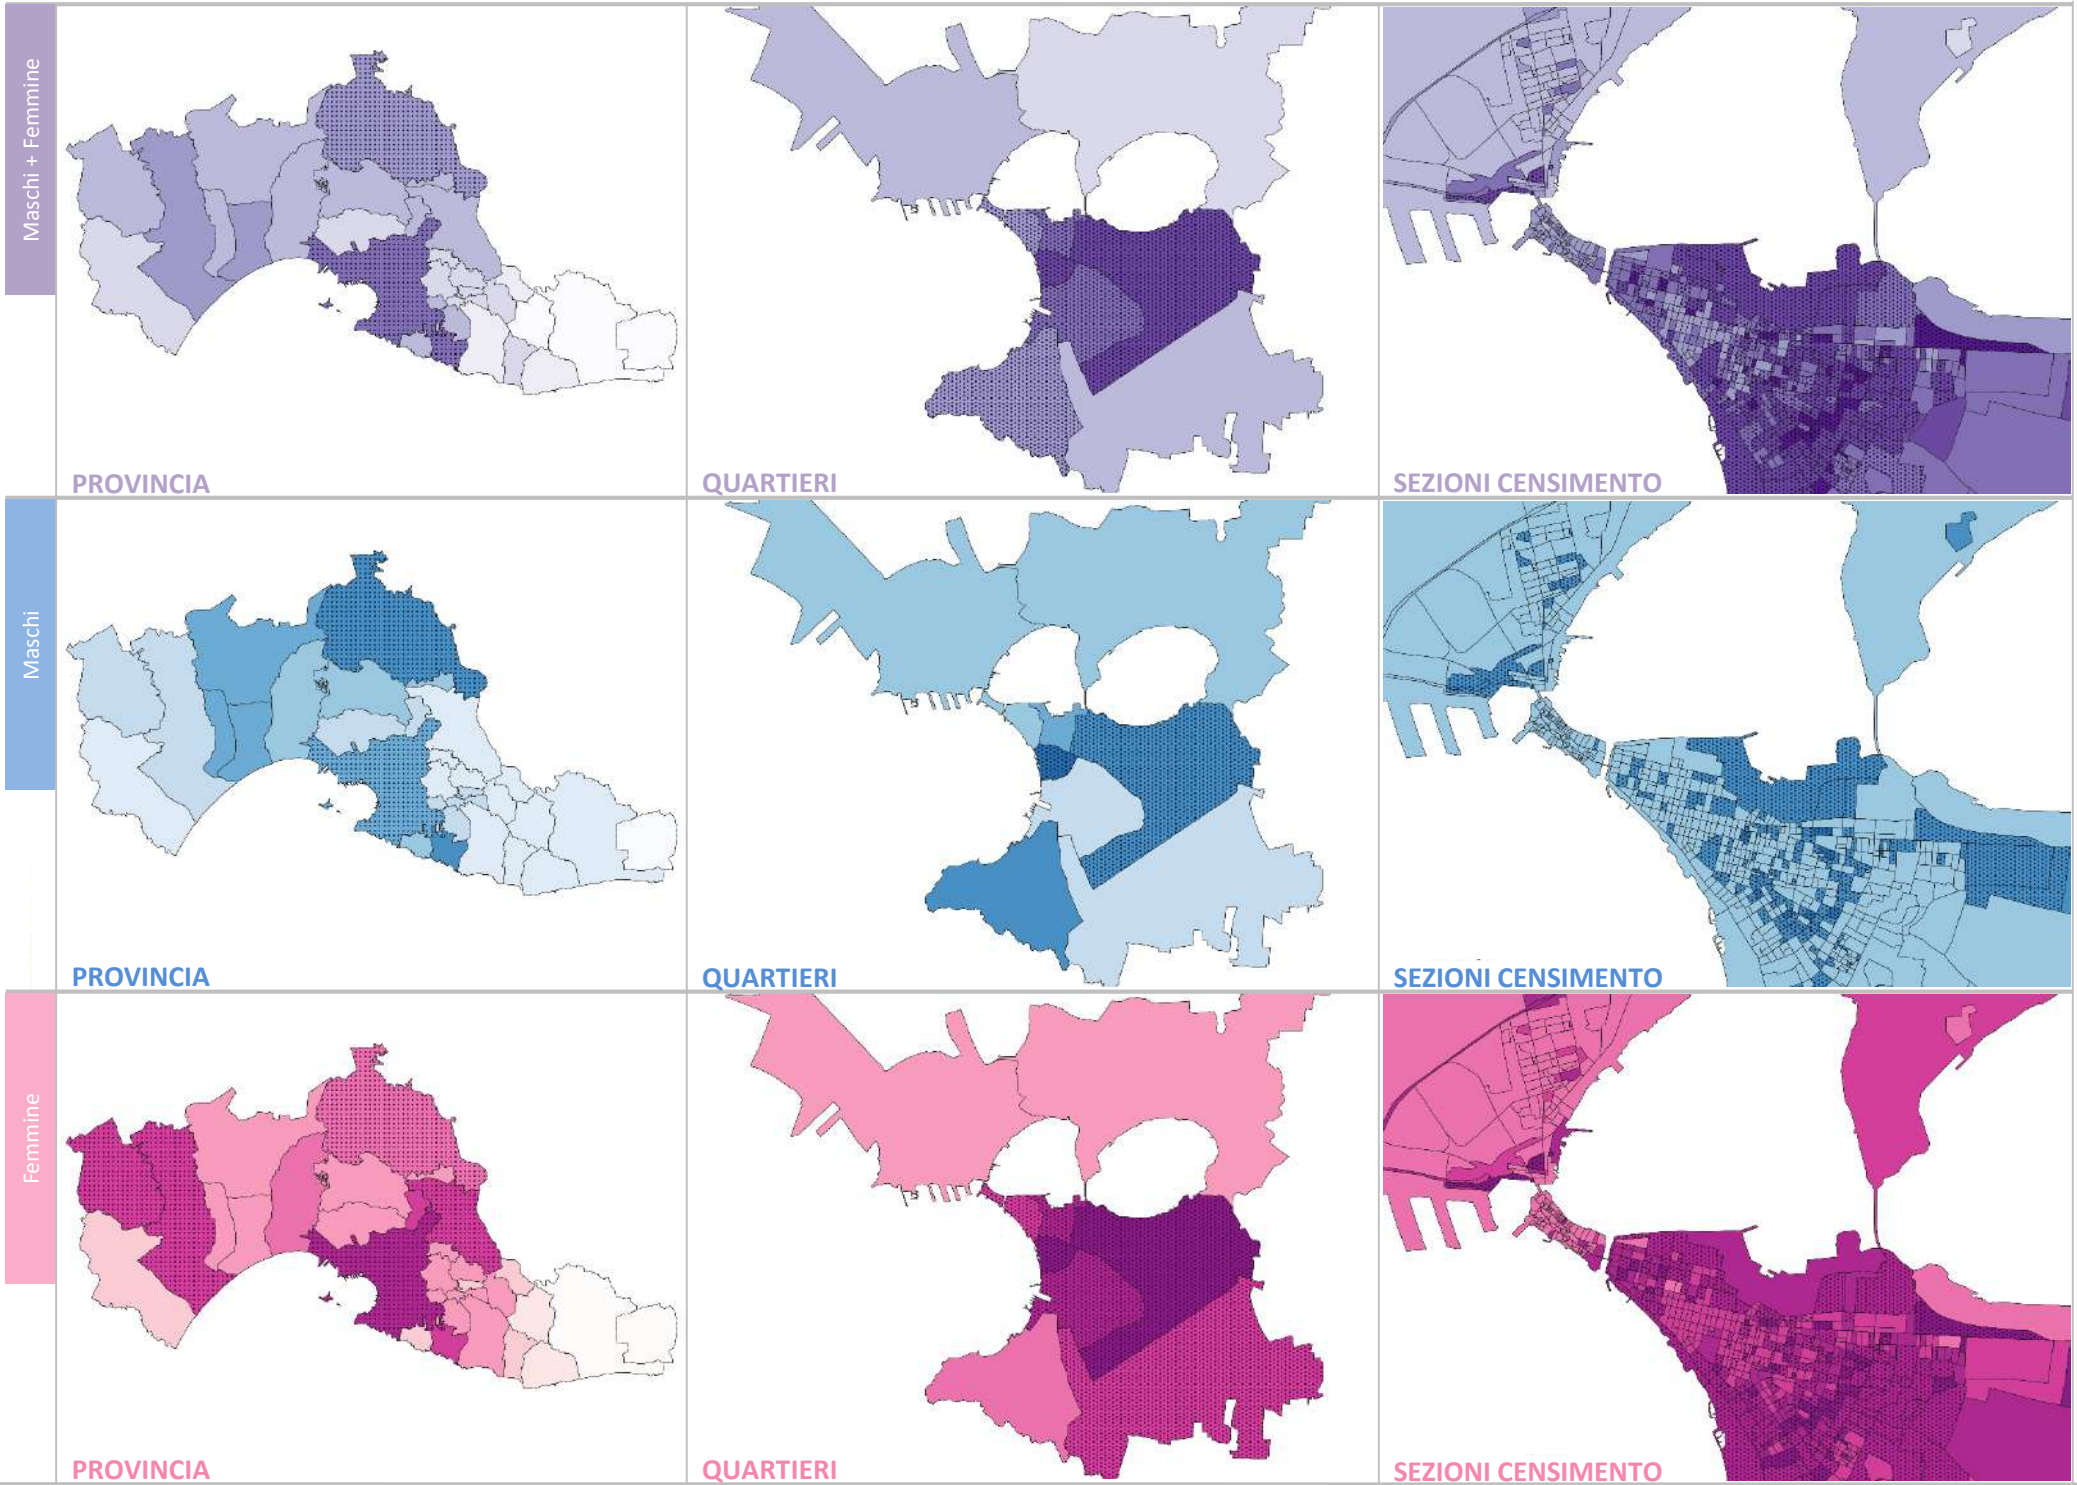 Maschi + Femmine
PROVINCIA
QUARTIERI
SEZIONI CENSIMENTO
Maschi
PROVINCIA
QUARTIERI
SEZIONI CENSIMENTO
Femmine
PROVINCIA
QUARTIERI
SEZIONI CENSIMENTO